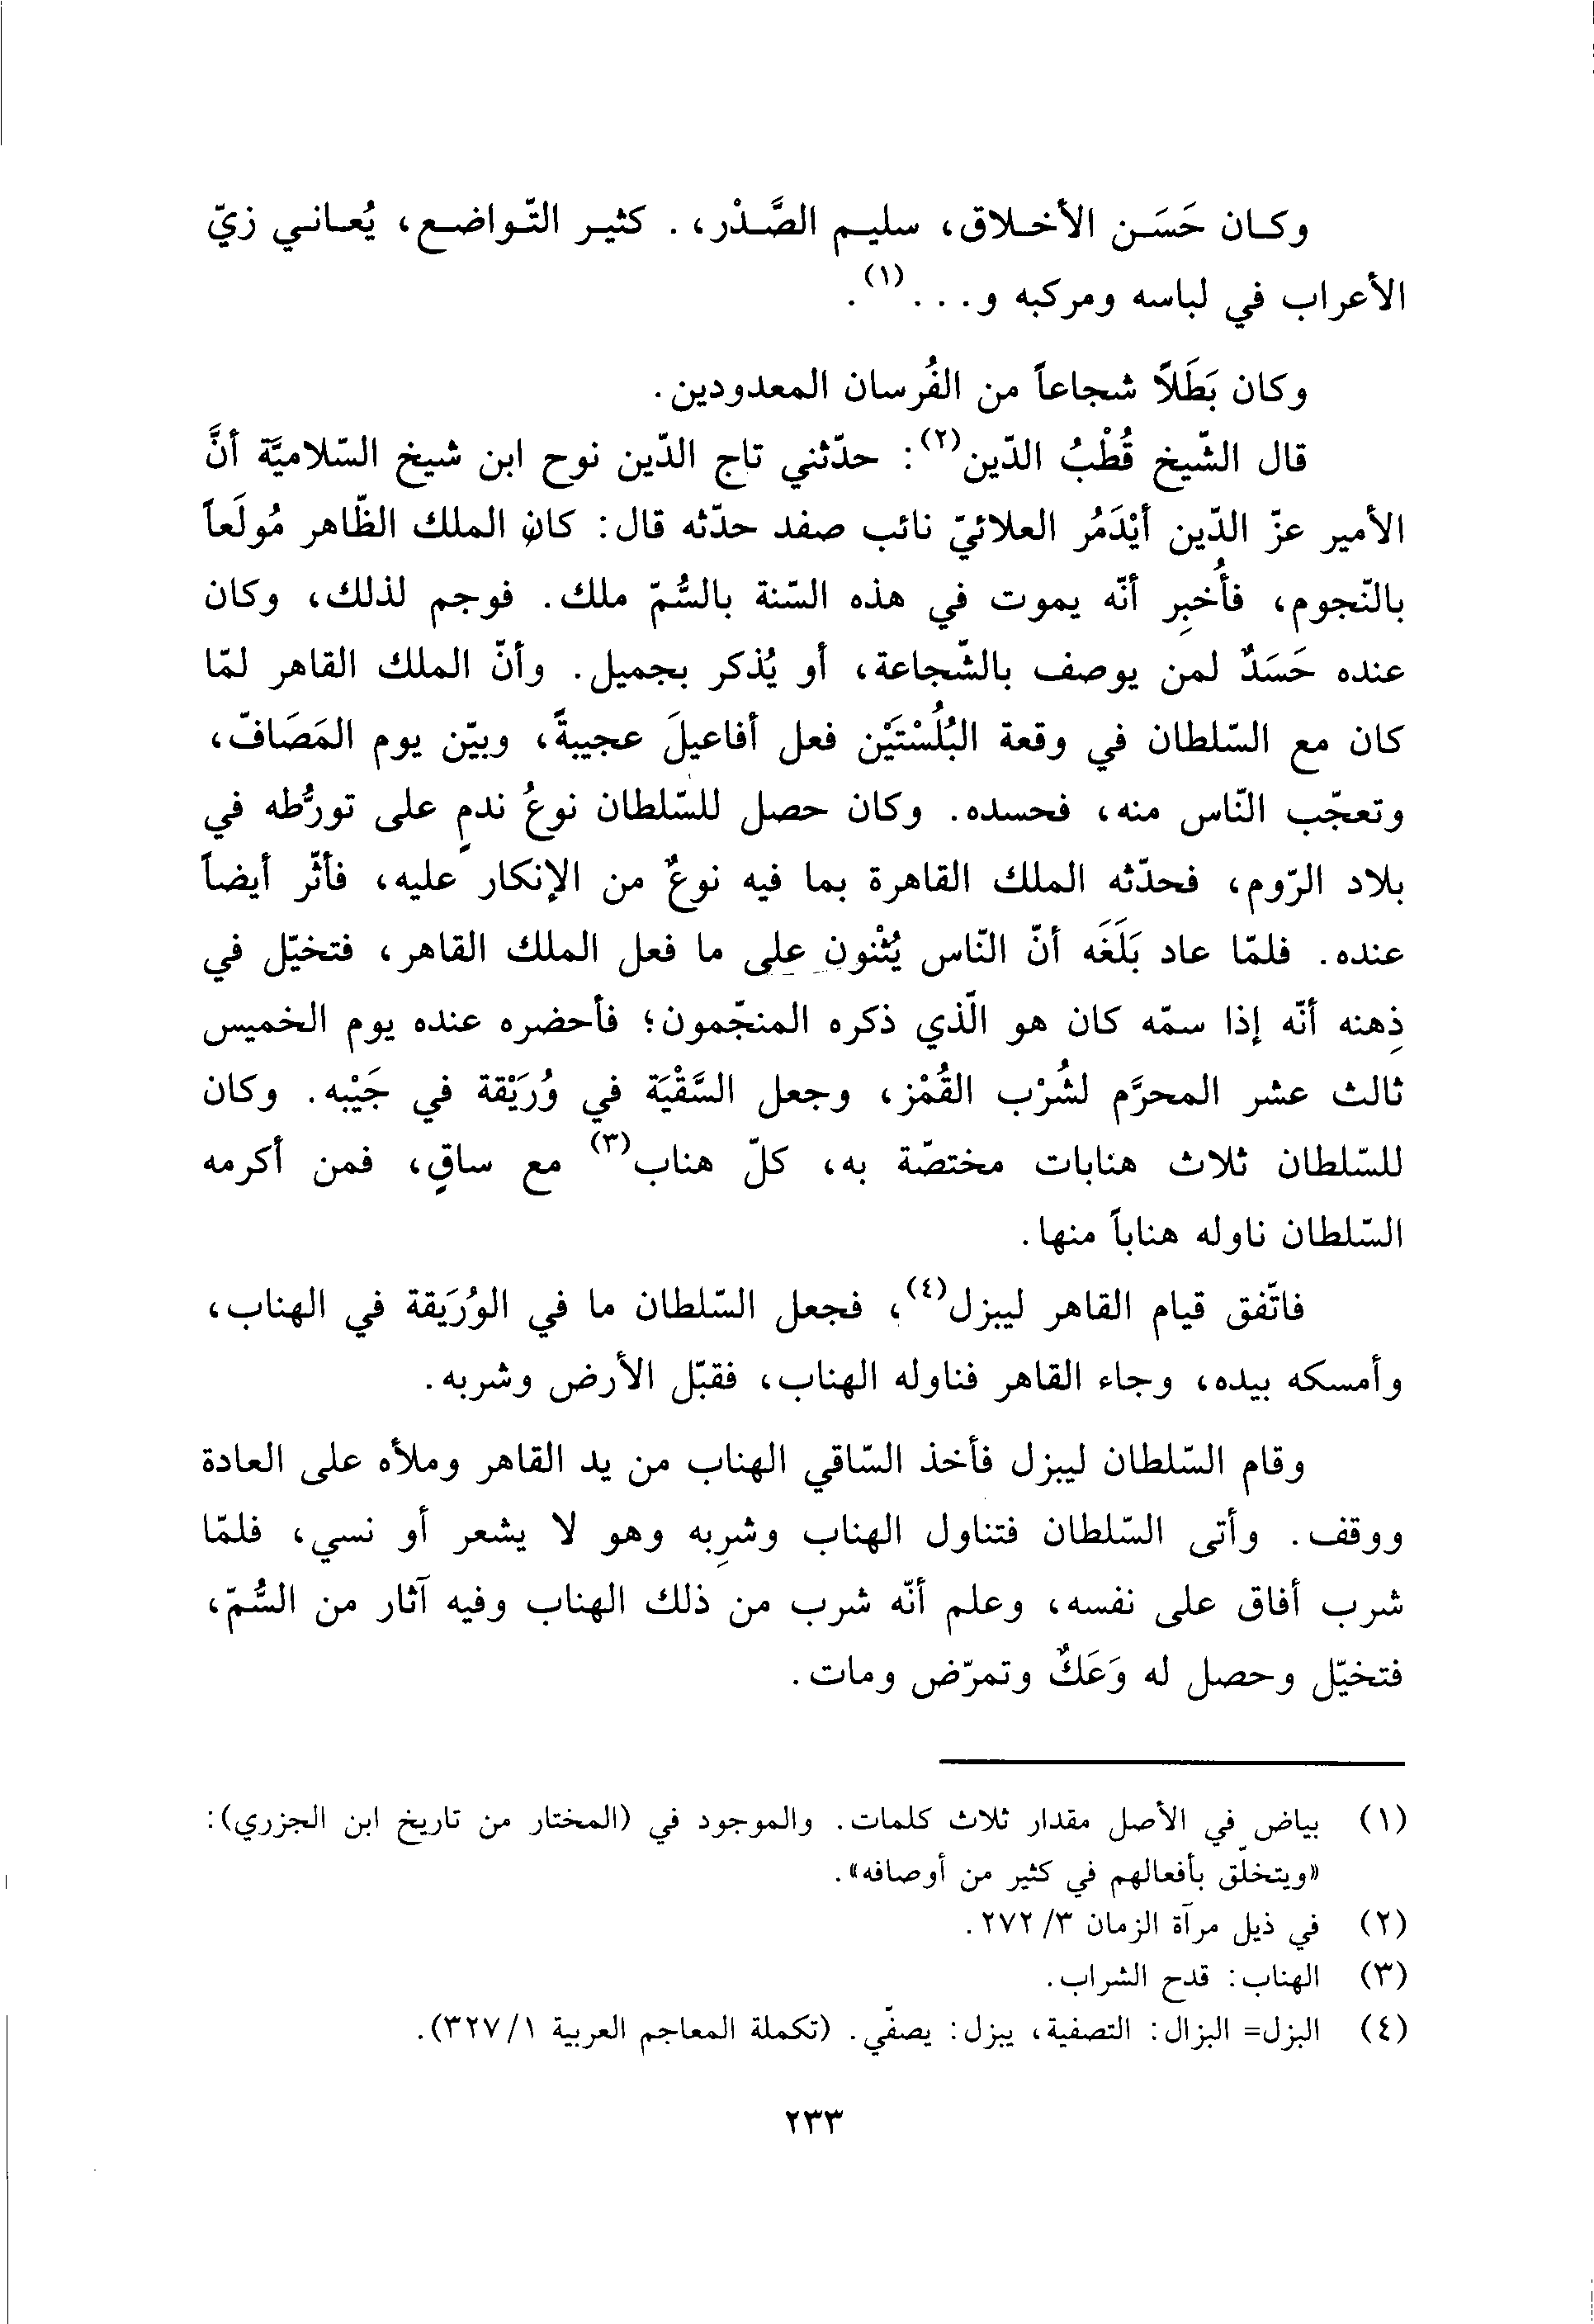 وكان حَسَن الأخلاق، سليم الصَّدْر، . كثير التّواضع، يُعاني زيّ
الأعراب في لباسه ومركبه و. . .(١).
وكان بَطَلاً شجاعاً من الفُرسان المعدودين.
قال الشّيخ قُطْبُ الدّين(٢): حدّثني تاج الدّين نوح ابن شيخ السّلاميَّة أنَّ
الأمير عزّ الدّين أيْدَمُر العلائيّ نائب صفد حدّثه قال: كان الملك الظّاهر مُولَعاً
بالنّجوم، فأُخبِر أنّه يموت في هذه السّنة بالسُّمّ ملك. فوجم لذلك، وكان
عنده حَسَدٌ لمن يوصف بالشّجاعة، أو يُذكر بجميل. وأنّ الملك القاهر لمّا
كان مع السّلطان في وقعة البُلُسْتَيْن فعل أفاعيلَ عجيبةً، وبيّن يوم المَصَافّ،
وتعجّب النّاس منه، فحسده. وكان حصل للسّلطان نوعُ ندمٍ على تورُّطه في
بلاد الرّوم، فحدّثه الملك القاهرة بما فيه نوعٌ من الإنكار عليه، فأثّر أيضاً
عنده. فلمّا عاد بَلَغَه أنّ النّاس يُثْنون على ما فعل الملك القاهر، فتخيّل في
ذِهنه أنّه إذا سمّه كان هو الّذي ذكره المنجّمون؛ فأحضره عنده يوم الخميس
ثالث عشر المحرَّم لشُرْب القُمْز، وجعل السَّقْيَة في وُرَيْقة في جَيْبه. وكان
للسّلطان ثلاث هنابات مختصّة به، كلّ هناب(٣) مع ساقٍ، فمن أكرمه
السّلطان ناوله هناباً منها.
فاتّفق قيام القاهر ليبزل(٤)، فجعل السّلطان ما في الوُرَيقة في الهناب،
وأمسكه بيده، وجاء القاهر فناوله الهناب، فقبّل الأرض وشربه.
وقام السّلطان ليبزل فأخذ السّاقي الهناب من يد القاهر وملأه على العادة
ووقف. وأتى السّلطان فتناول الهناب وشرِبه وهو لا يشعر أو نسي، فلمّا
شرب أفاق على نفسه، وعلم أنّه شرب من ذلك الهناب وفيه آثار من السُّمّ،
فتخيّل وحصل له وَعَكٌ وتمرّض ومات.
(١) بياض في الأصل مقدار ثلاث كلمات. والموجود في (المختار من تاريخ ابن الجزري):
«ويتخلّق بأفعالهم في كثير من أوصافه».
(٢) في ذيل مرآة الزمان ٣/ ٢٧٢.
(٣) الهناب: قدح الشراب.
(٤) البزل= البزال: التصفية، يبزل: يصفّي. (تكملة المعاجم العربية ١/ ٣٢٧).
٢٣٣